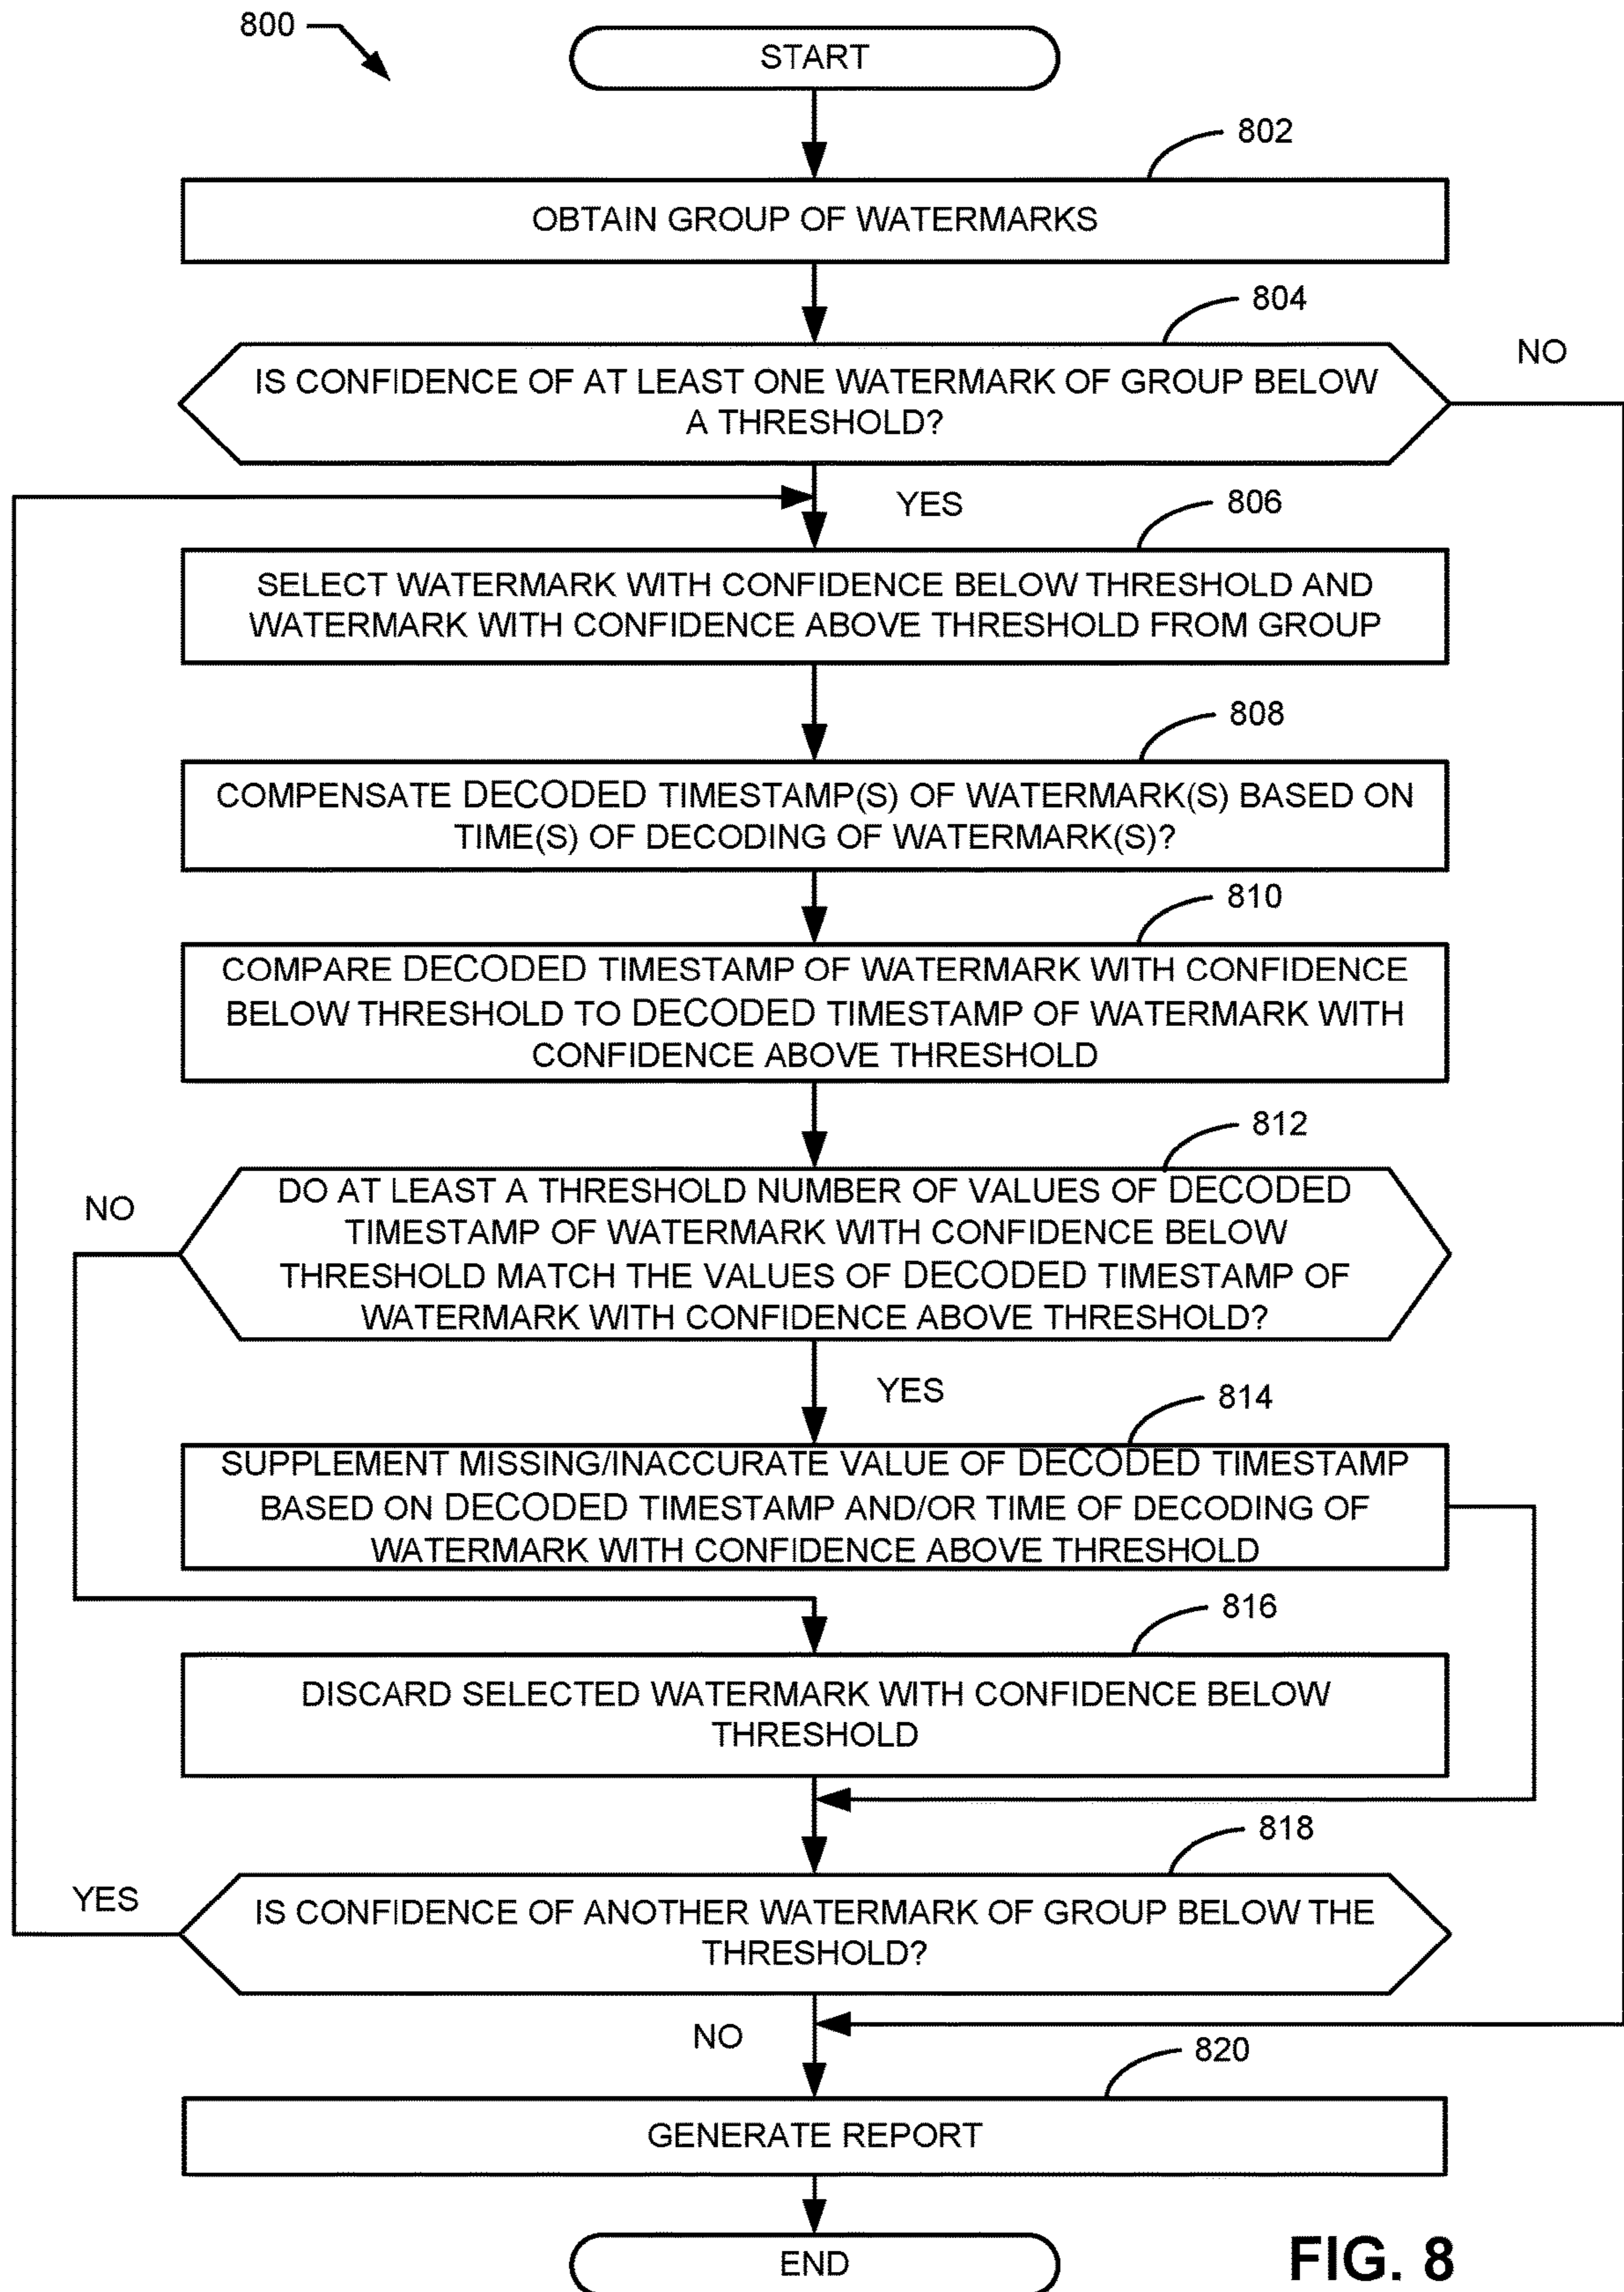 800
START
802
OBTAIN GROUP OF WATERMARKS
804
NO
IS CONFIDENCE OF AT LEAST ONE WATERMARK OF GROUP BELOW
A THRESHOLD?
YES
806
SELECT WATERMARK WITH CONFIDENCE BELOW THRESHOLD AND
WATERMARK WITH CONFIDENCE ABOVE THRESHOLD FROM GROUP
808
COMPENSATE DECODED TIMESTAMP(S) OF WATERMARK(S) BASED ON
TIME(S) OF DECODING OF WATERMARK(S)?
810
COMPARE DECODED TIMESTAMP OF WATERMARK WITH CONFIDENCE
BELOW THRESHOLD TO DECODED TIMESTAMP OF WATERMARK WITH
CONFIDENCE ABOVE THRESHOLD
812
NO
DO AT LEAST A THRESHOLD NUMBER OF VALUES OF DECODED
TIMESTAMP OF WATERMARK WITH CONFIDENCE BELOW
THRESHOLD MATCH THE VALUES OF DECODED TIMESTAMP OF
WATERMARK WITH CONFIDENCE ABOVE THRESHOLD?
YES
814
SUPPLEMENT MISSING/INACCURATE VALUE OF DECODED TIMESTAMP
BASED ON DECODED TIMESTAMP AND/OR TIME OF DECODING OF
WATERMARK WITH CONFIDENCE ABOVE THRESHOLD
816
DISCARD SELECTED WATERMARK WITH CONFIDENCE BELOW
THRESHOLD
818
YES
IS CONFIDENCE OF ANOTHER WATERMARK OF GROUP BELOW THE
THRESHOLD?
NO
820
GENERATE REPORT
END
FIG. 8